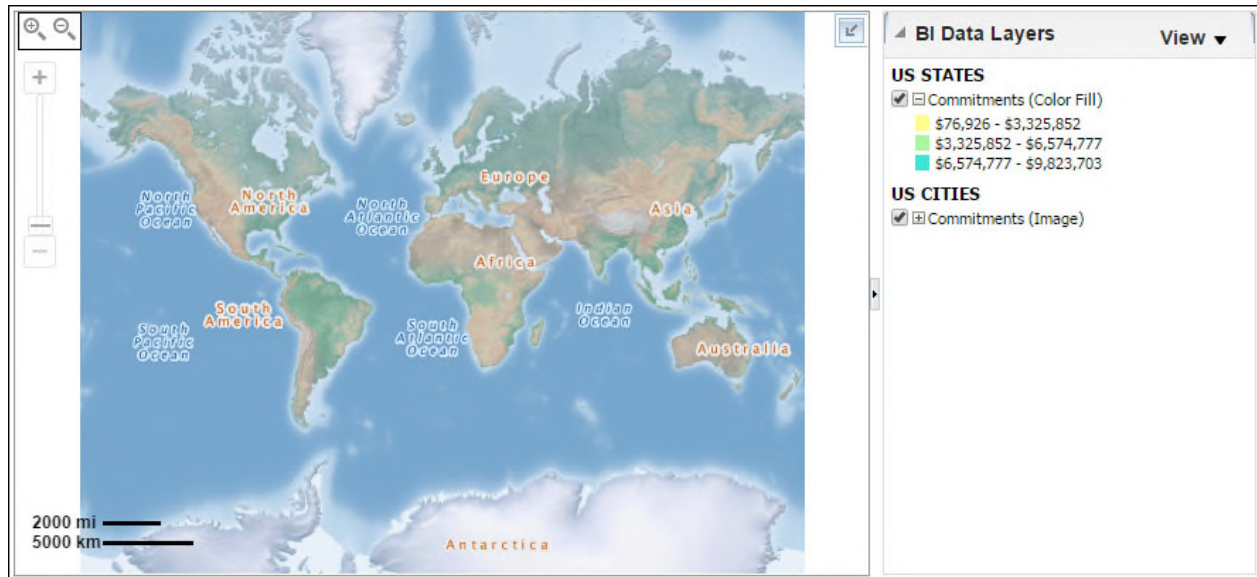 North
Pacific
Ocean
North
America
North
Atlantic
Ocean
Europe
Asia
Africa
South
America
South
Pacific
Ocean
South
Atlantic
Ocean
Indian
Ocean
Australia
Antarctica
2000 mi
5000 km
BI Data Layers View
US STATES
Commitments (Color Fill)
$76,926 - $3,325,852
$3,325,852 - $6,574,777
$6,574,777 - $9,823,703
US CITIES
Commitments (Image)